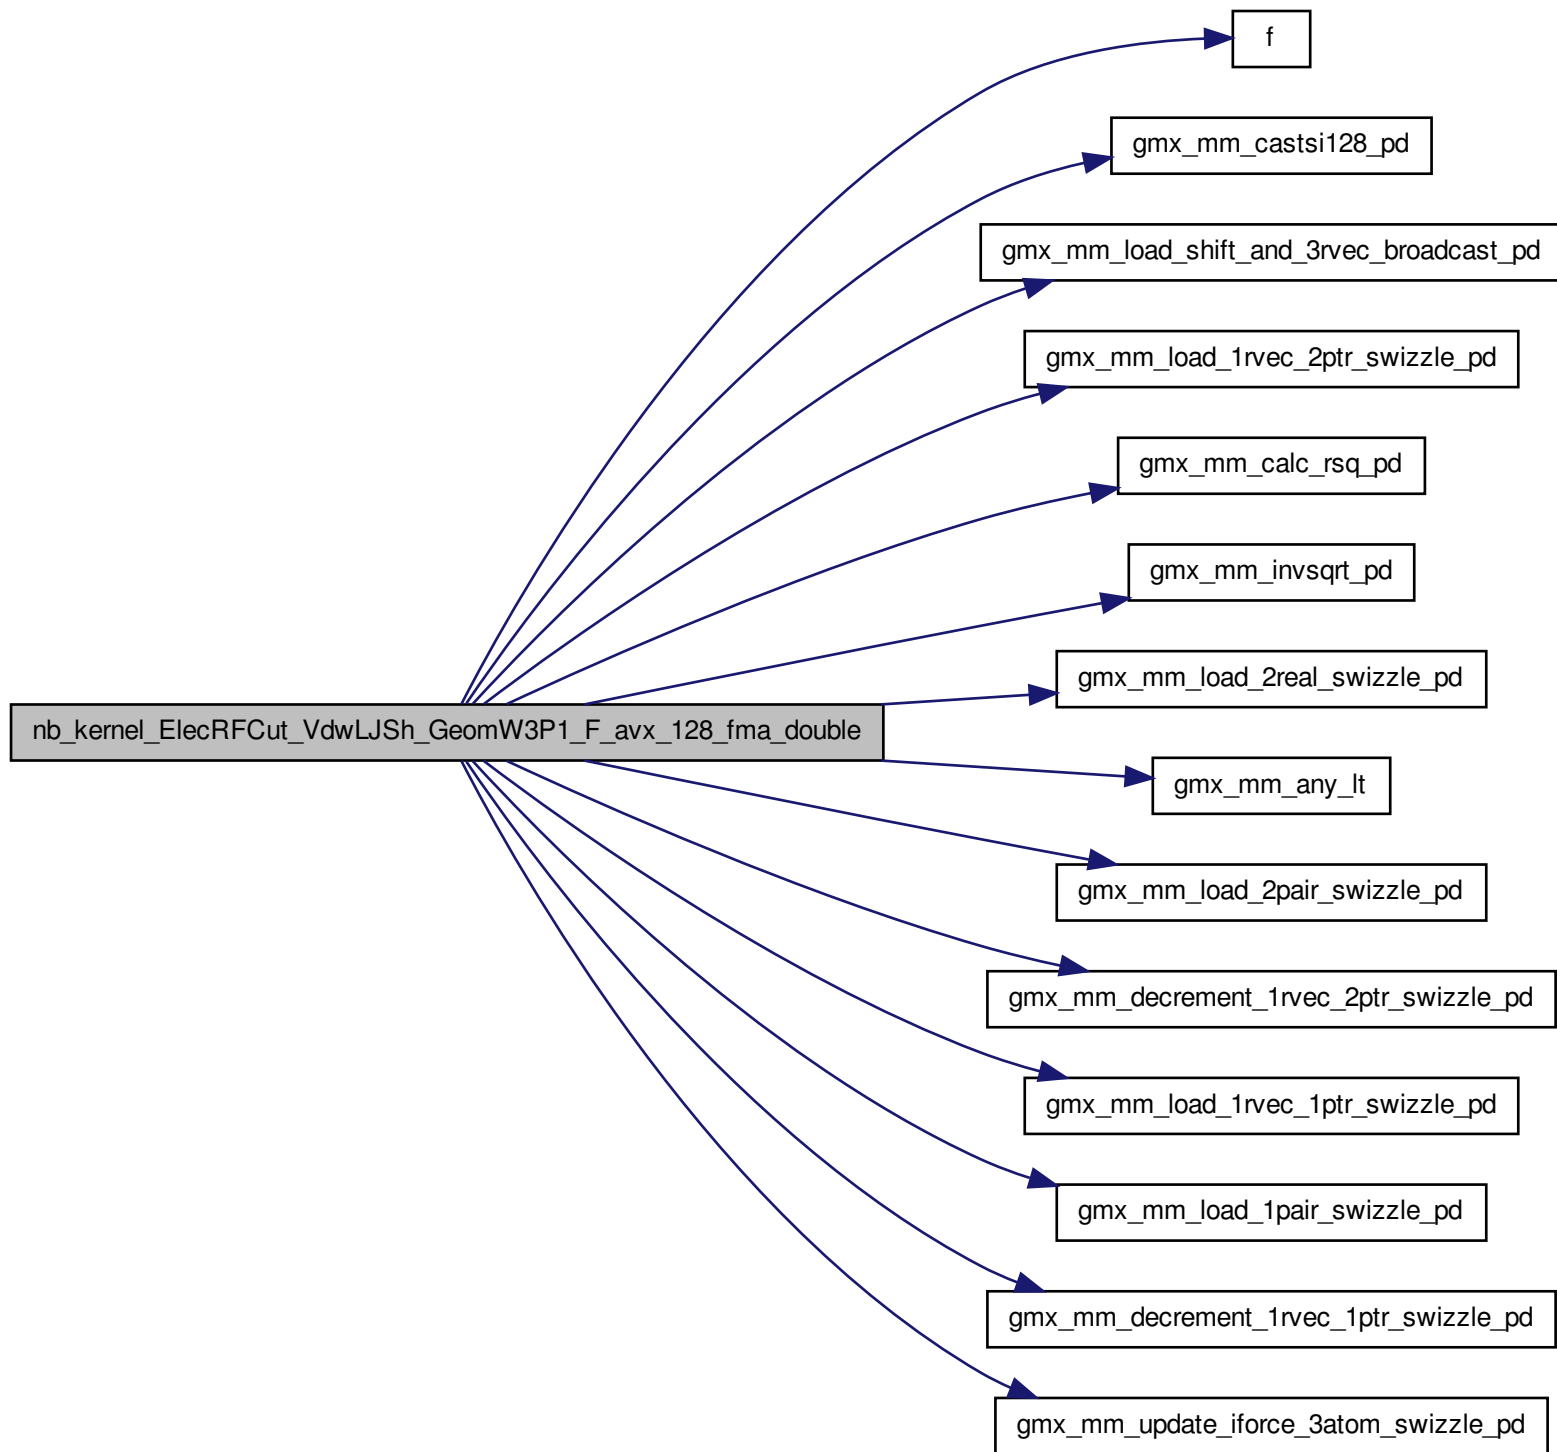 f
gmx_mm_castsi128_pd
gmx_mm_load_shift_and_3rvec_broadcast_pd
gmx_mm_load_1rvec_2ptr_swizzle_pd
gmx_mm_calc_rsq_pd
gmx_mm_invsqrt_pd
gmx_mm_load_2real_swizzle_pd
nb_kernel_ElecRFCut_VdwLJSh_GeomW3P1_F_avx_128_fma_double
gmx_mm_any_lt
gmx_mm_load_2pair_swizzle_pd
gmx_mm_decrement_1rvec_2ptr_swizzle_pd
gmx_mm_load_1rvec_1ptr_swizzle_pd
gmx_mm_load_1pair_swizzle_pd
gmx_mm_decrement_1rvec_1ptr_swizzle_pd
gmx_mm_update_iforce_3atom_swizzle_pd